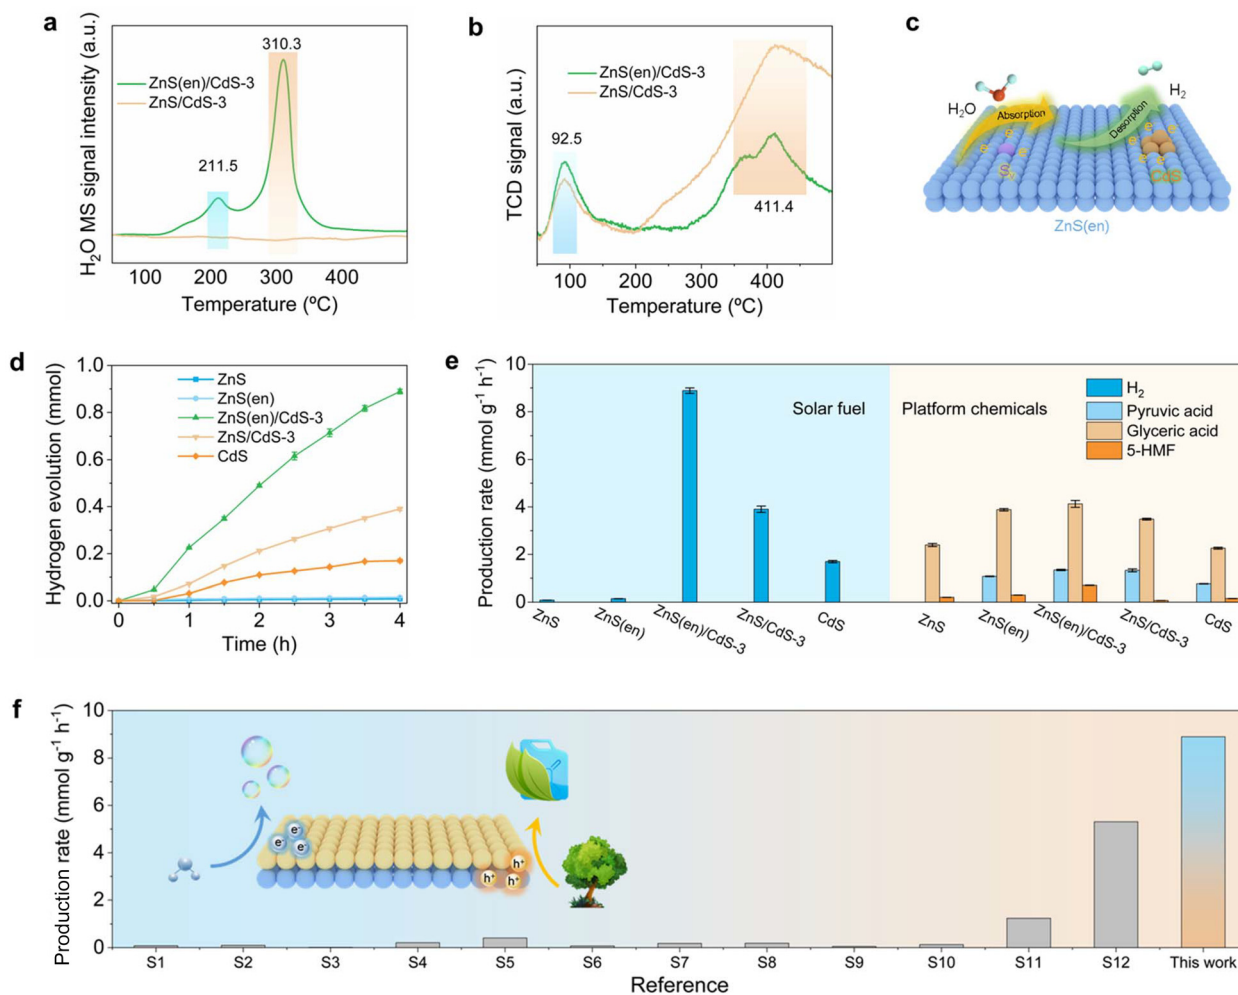 a
H₂O MS signal intensity (a.u.)
310.3
ZnS(en)/CdS-3
ZnS/CdS-3
211.5
100
200
300
400
Temperature (ºC)
b
TCD signal (a.u.)
ZnS(en)/CdS-3
ZnS/CdS-3
92.5
411.4
100
200
300
400
500
Temperature (ºC)
c
H₂O
Absorption
Desorption
H₂
e⁻
e⁻
e⁻
e⁻
e⁻
e⁻
e⁻
e⁻
Sᵥ
CdS
ZnS(en)
d
Hydrogen evolution (mmol)
1.0
0.8
0.6
0.4
0.2
0.0
ZnS
ZnS(en)
ZnS(en)/CdS-3
ZnS/CdS-3
CdS
0
1
2
3
4
Time (h)
e
Production rate (mmol g⁻¹ h⁻¹)
10
8
6
4
2
0
Solar fuel
Platform chemicals
H₂
Pyruvic acid
Glyceric acid
5-HMF
ZnS
ZnS(en)
ZnS(en)/CdS-3
ZnS/CdS-3
CdS
ZnS
ZnS(en)
ZnS(en)/CdS-3
ZnS/CdS-3
CdS
f
Production rate (mmol g⁻¹ h⁻¹)
10
8
6
4
2
0
e⁻
e⁻
e⁻
h⁺
h⁺
h⁺
S1
S2
S3
S4
S5
S6
S7
S8
S9
S10
S11
S12
This work
Reference